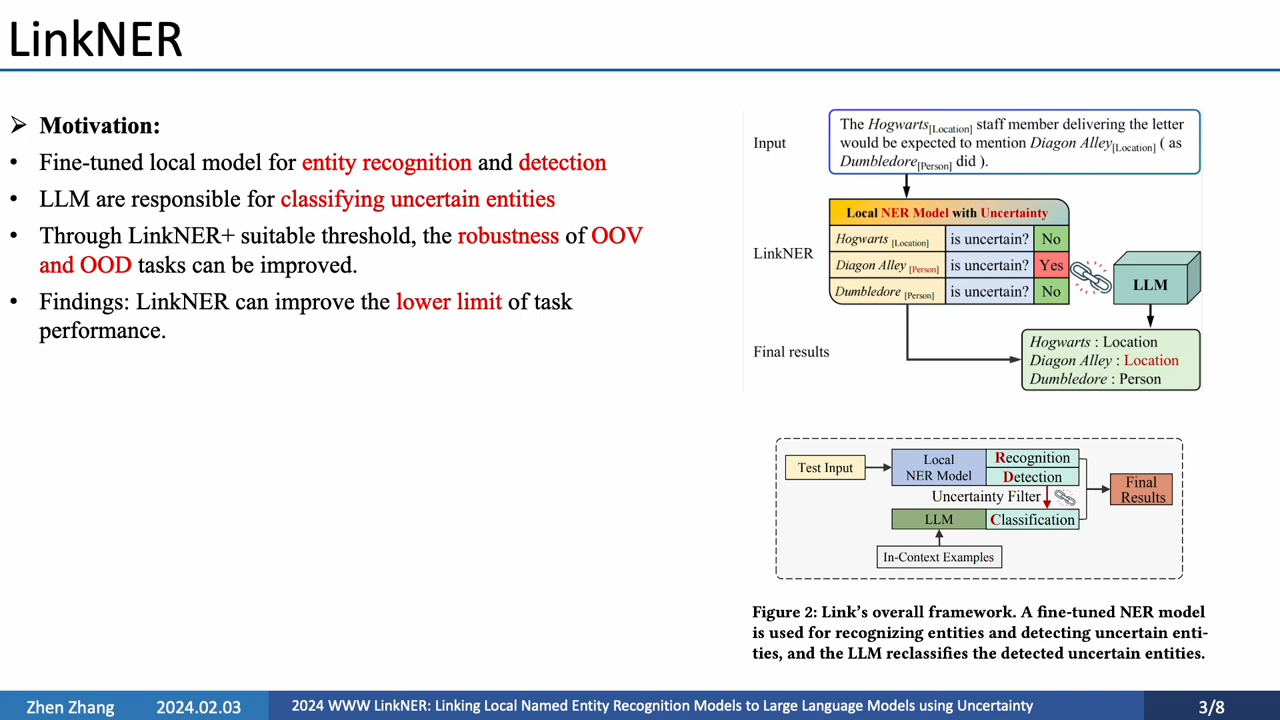 LinkNER
➢ Motivation:
• Fine-tuned local model for entity recognition and detection
• LLM are responsible for classifying uncertain entities
• Through LinkNER+ suitable threshold, the robustness of OOV
and OOD tasks can be improved.
• Findings: LinkNER can improve the lower limit of task
performance.
Input
The Hogwarts[Location] staff member delivering the letter
would be expected to mention Diagon Alley[Location] ( as
Dumbledore[Person] did ).
LinkNER
Local NER Model with Uncertainty
Hogwarts [Location] is uncertain? No
Diagon Alley [Person] is uncertain? Yes
Dumbledore [Person] is uncertain? No
LLM
Final results
Hogwarts : Location
Diagon Alley : Location
Dumbledore : Person
Test Input
Local
NER Model
Recognition
Detection
Uncertainty Filter
LLM
Classification
In-Context Examples
Final
Results
Figure 2: Link's overall framework. A fine-tuned NER model
is used for recognizing entities and detecting uncertain enti-
ties, and the LLM reclassifies the detected uncertain entities.
Zhen Zhang 2024.02.03 2024 WWW LinkNER: Linking Local Named Entity Recognition Models to Large Language Models using Uncertainty 3/8